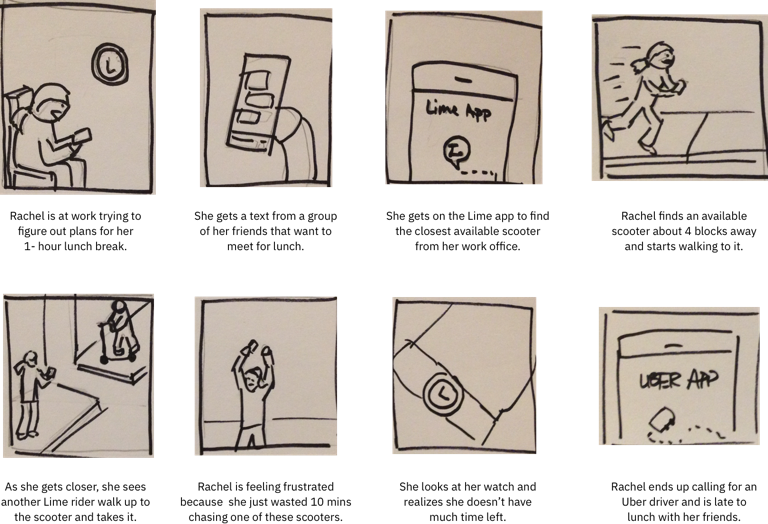 Lime App
Rachel is at work trying to
figure out plans for her
1- hour lunch break.
She gets a text from a group
of her friends that want to
meet for lunch.
She gets on the Lime app to find
the closest available scooter
from her work office.
Rachel finds an available
scooter about 4 blocks away
and starts walking to it.
UBER APP
As she gets closer, she sees
another Lime rider walk up to
the scooter and takes it.
Rachel is feeling frustrated
because she just wasted 10 mins
chasing one of these scooters.
She looks at her watch and
realizes she doesn't have
much time left.
Rachel ends up calling for an
Uber driver and is late to
lunch with her friends.